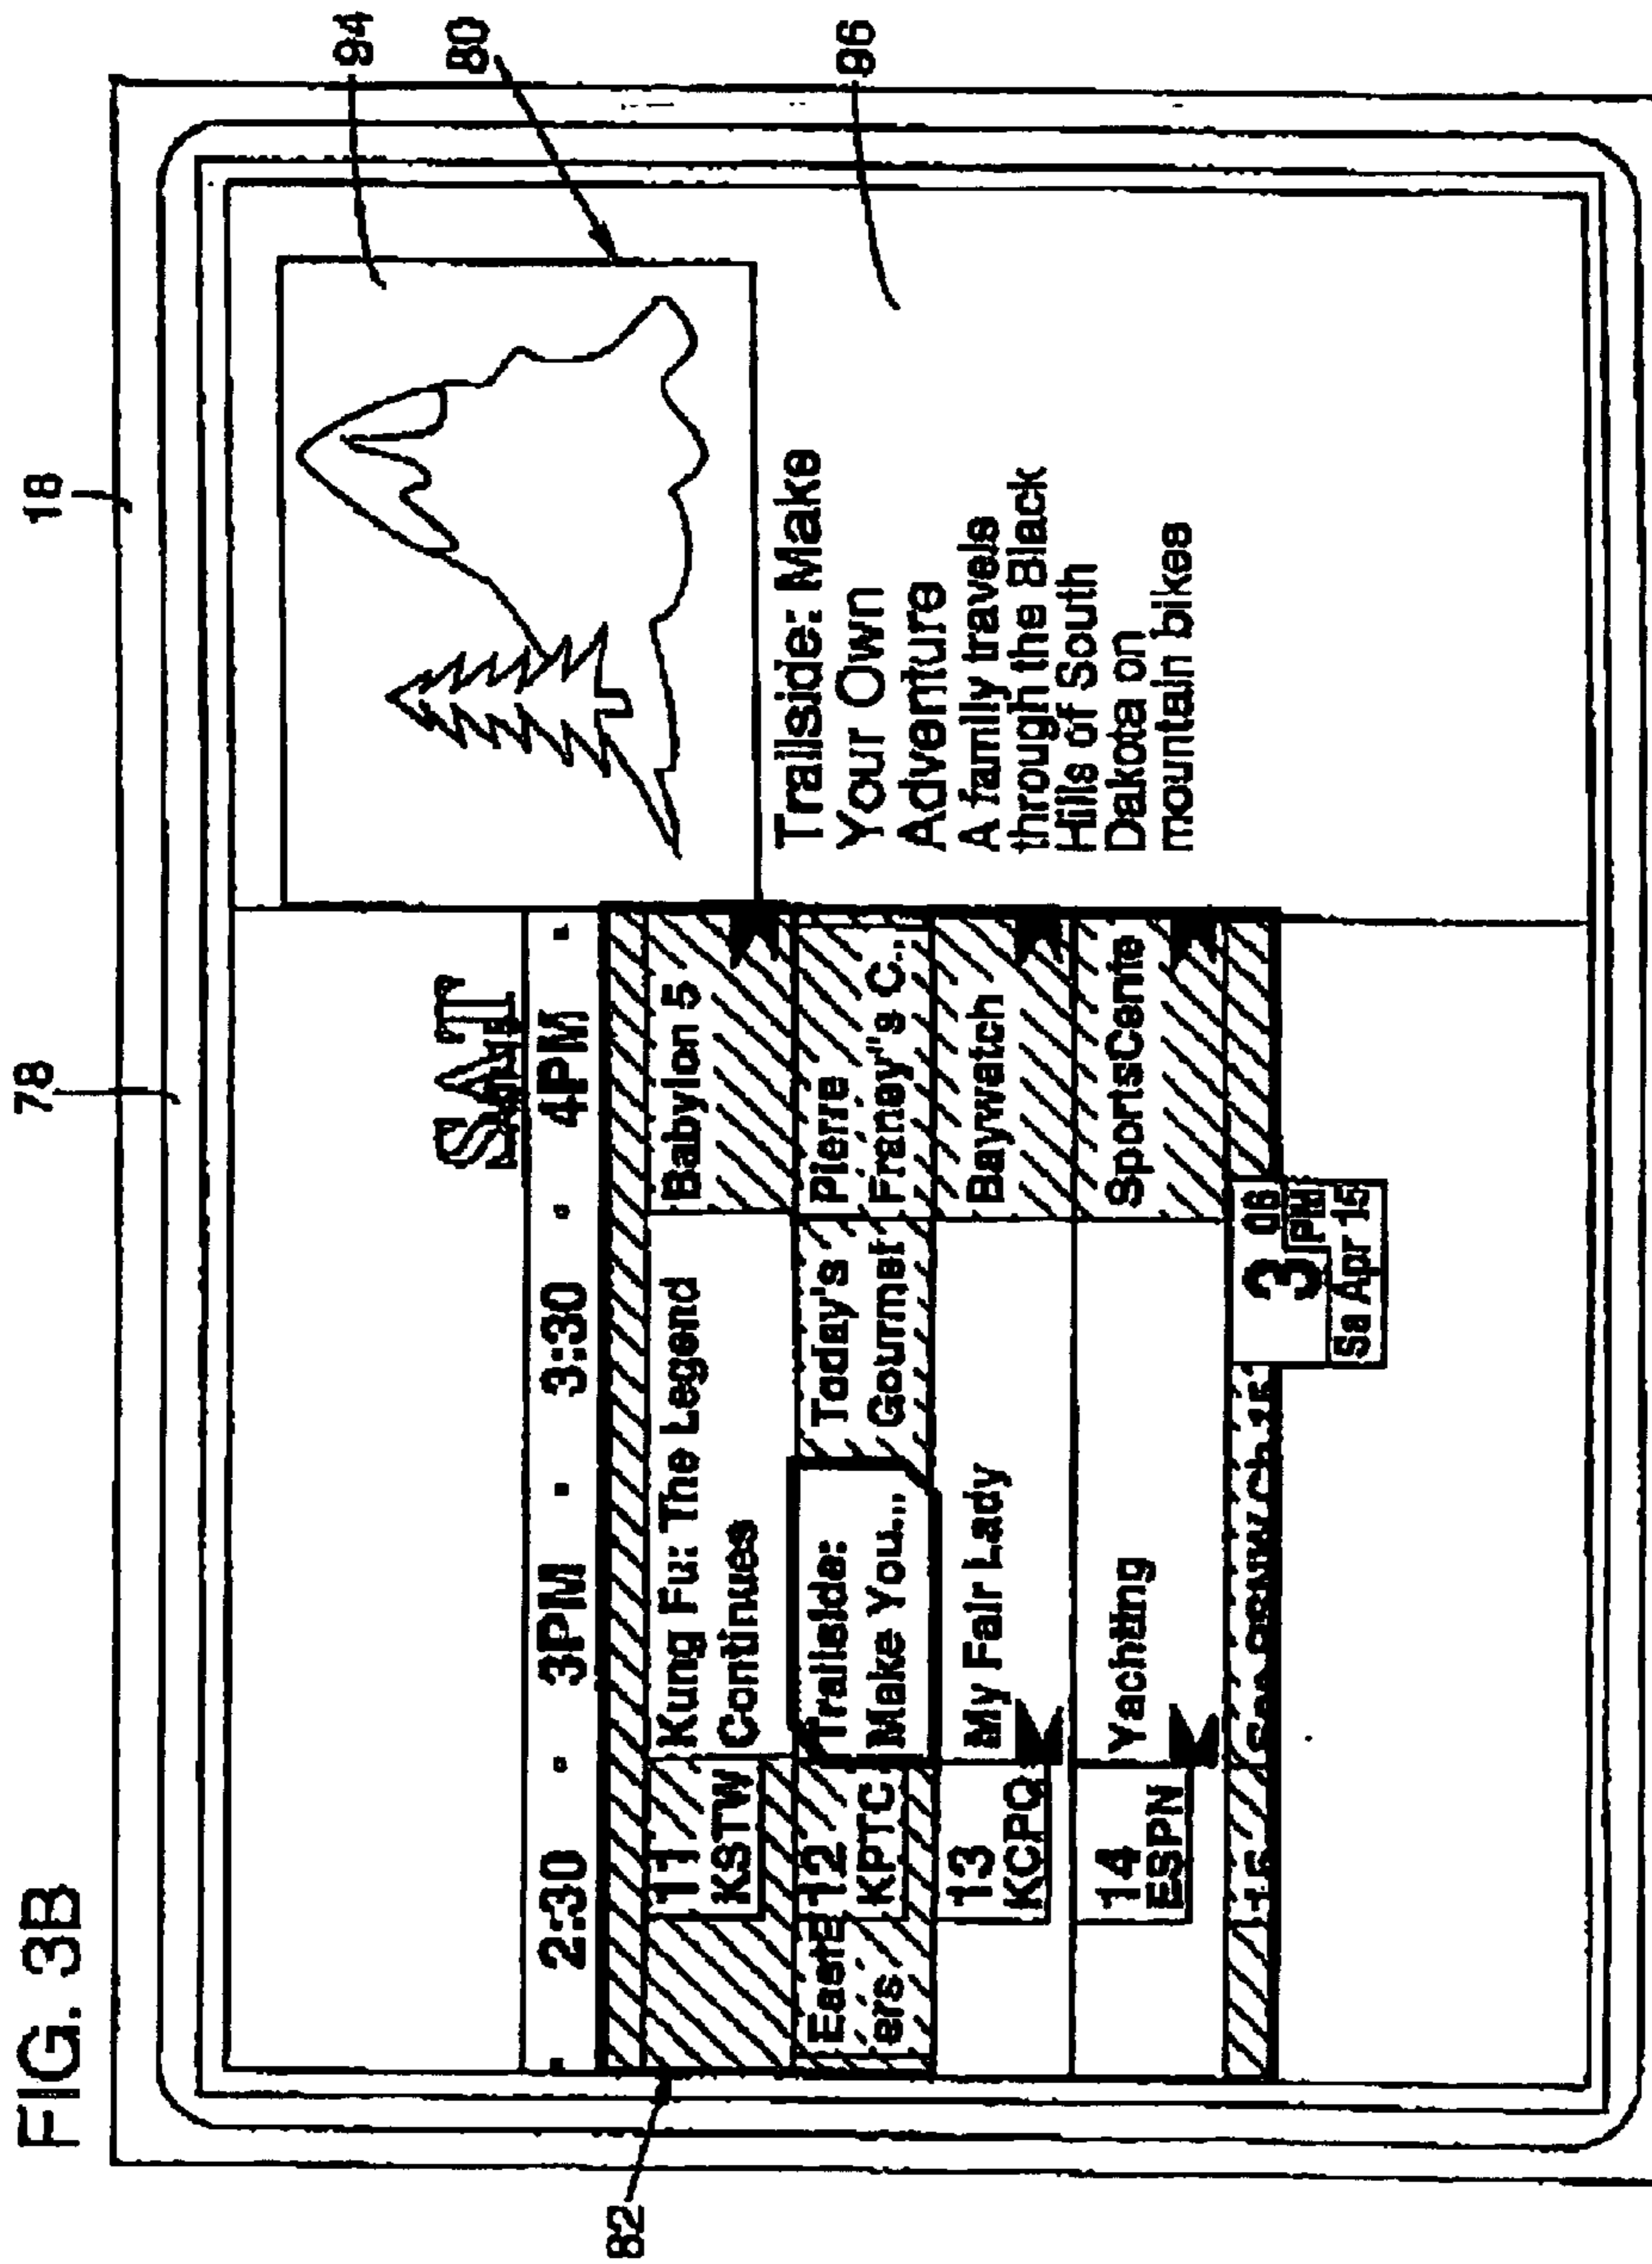 FIG. 3B
78
18
94
80
96
82
SAT
2:30 · 3PM · 3:30 · 4PM ·
11
KSTW
Kung Fu: The Legend
Continues
Babylon 5
EastE
ers
12
KPTC
Trailside:
Make You...
Today's
Gourmet
Pierre
Franey"s C...
13
KCPQ
My Fair Lady
Baywatch
14
ESPN
Yachting
SportsCente
15
3 06
PM
Sa Apr 15
Trailside: Make
Your Own
Adventure
A family travels
through the Black
Hills of South
Dakota on
mountain bikes